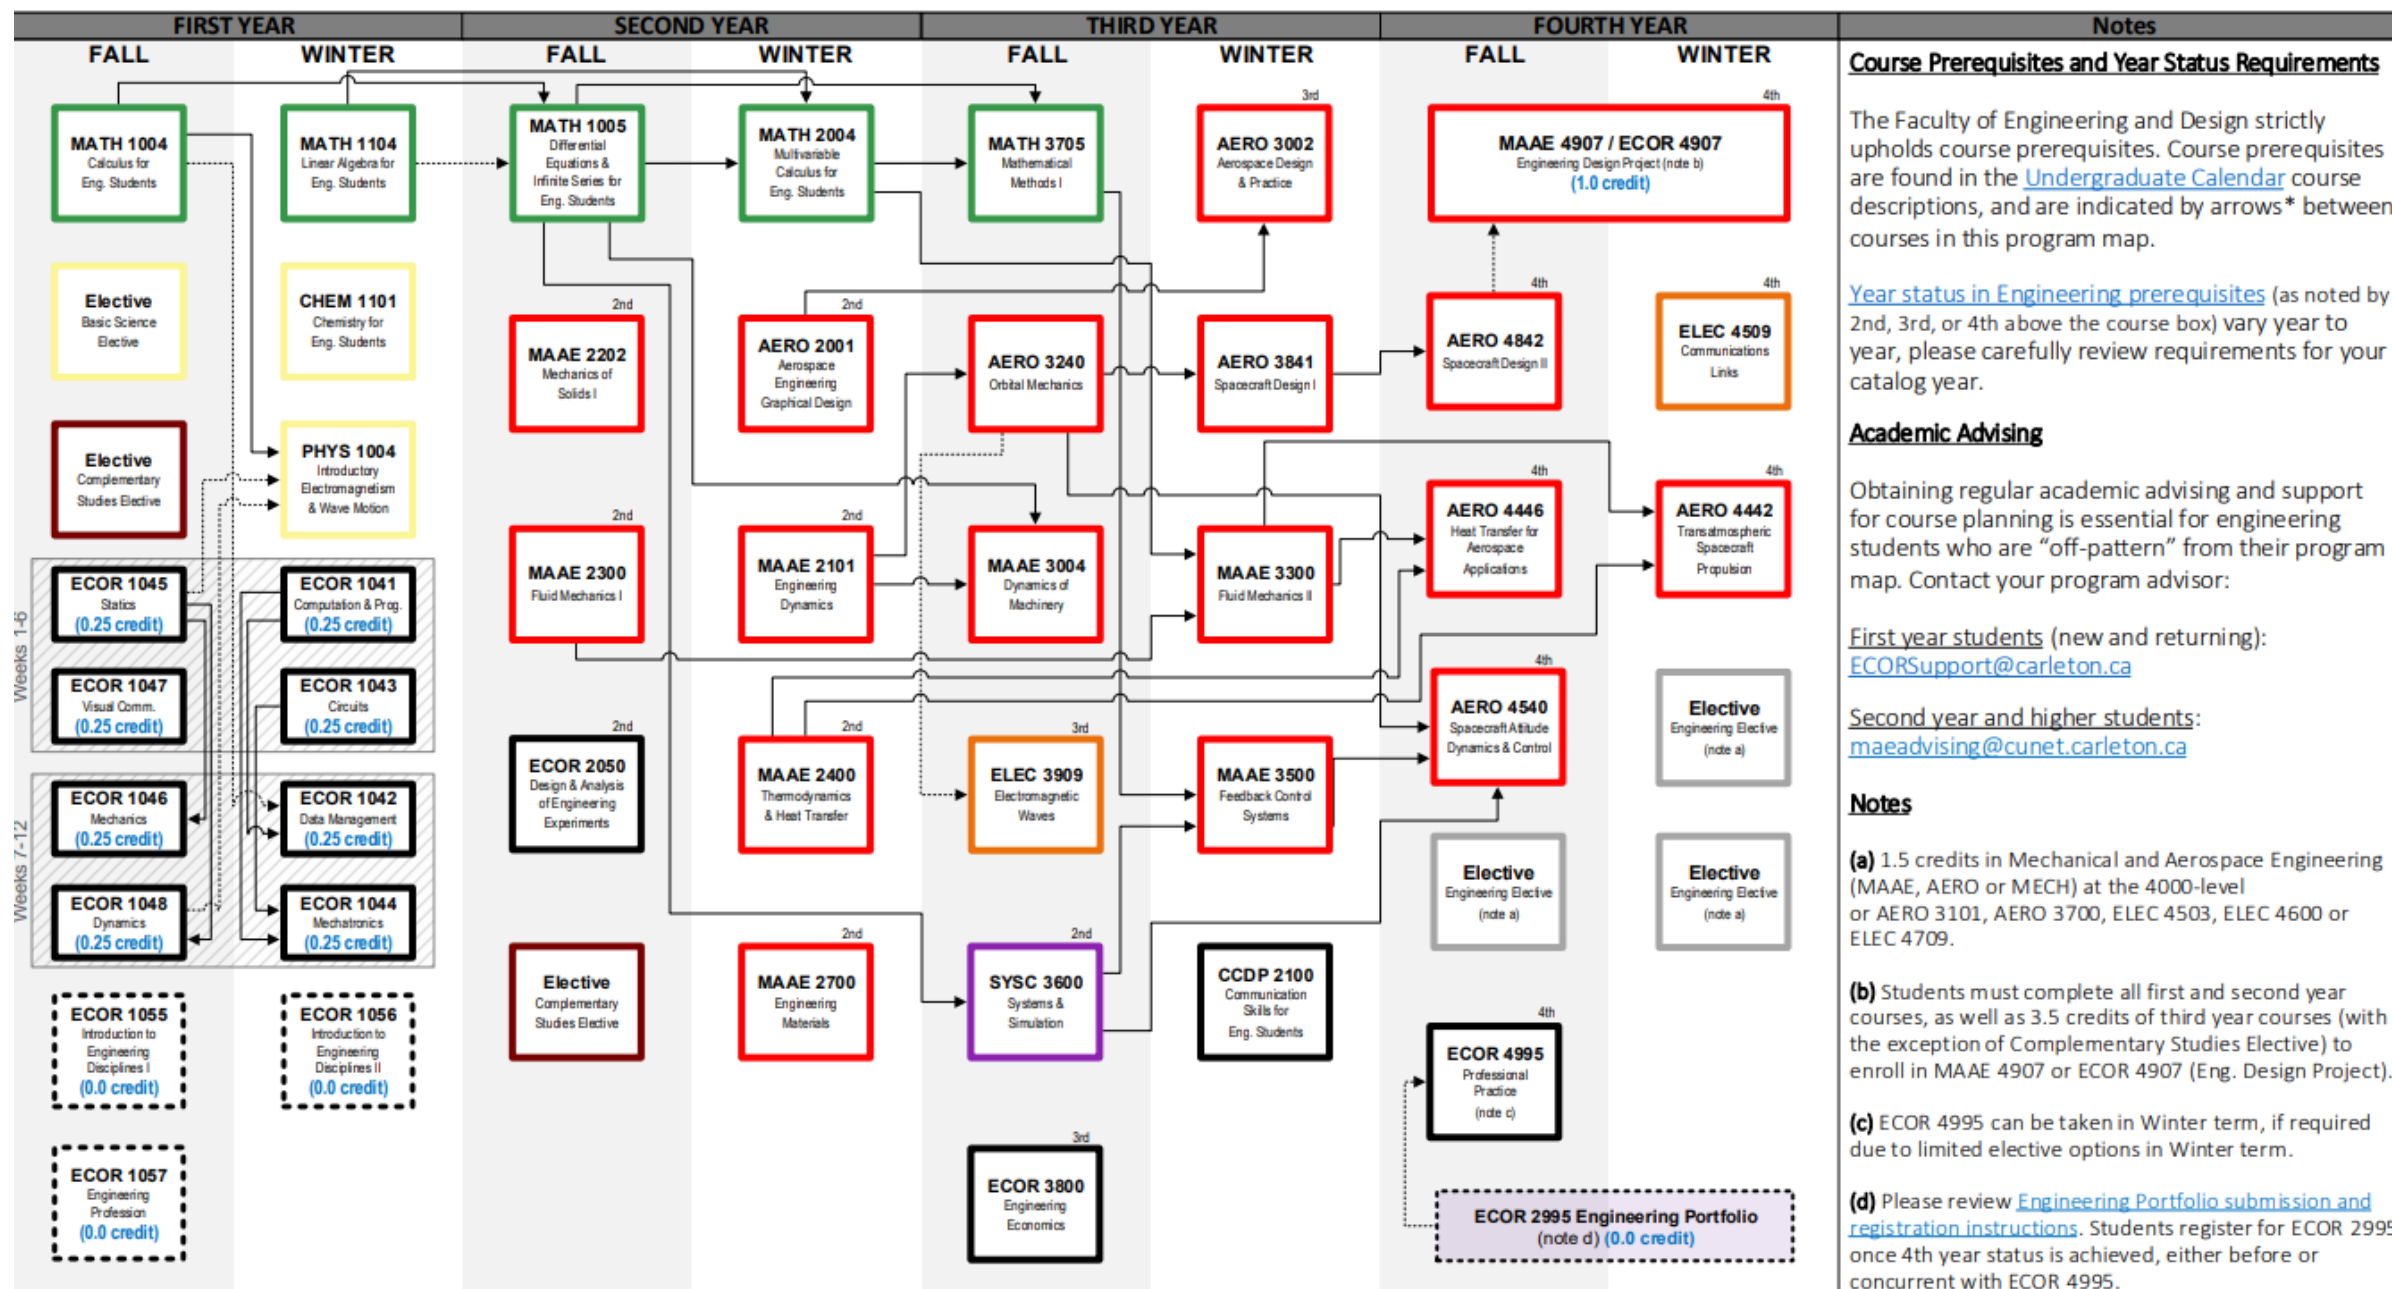 FIRST YEAR
SECOND YEAR
THIRD YEAR
FOURTH YEAR
Notes
FALL
WINTER
FALL
WINTER
FALL
WINTER
FALL
WINTER
MATH 1004
Calculus for
Eng. Students
Elective
Basic Science
Elective
Elective
Complementary
Studies Elective
Weeks 1-6
ECOR 1045
Statics
(0.25 credit)
ECOR 1047
Visual Comm.
(0.25 credit)
Weeks 7-12
ECOR 1046
Mechanics
(0.25 credit)
ECOR 1048
Dynamics
(0.25 credit)
ECOR 1055
Introduction to
Engineering
Disciplines I
(0.0 credit)
ECOR 1057
Engineering
Profession
(0.0 credit)
MATH 1104
Linear Algebra for
Eng. Students
CHEM 1101
Chemistry for
Eng. Students
PHYS 1004
Introductory
Electromagnetism
& Wave Motion
ECOR 1041
Computation & Prog.
(0.25 credit)
ECOR 1043
Circuits
(0.25 credit)
ECOR 1042
Data Management
(0.25 credit)
ECOR 1044
Mechatronics
(0.25 credit)
ECOR 1056
Introduction to
Engineering
Disciplines II
(0.0 credit)
MATH 1005
Differential
Equations &
Infinite Series for
Eng. Students
2nd
MAAE 2202
Mechanics of
Solids I
2nd
MAAE 2300
Fluid Mechanics I
2nd
ECOR 2050
Design & Analysis
of Engineering
Experiments
Elective
Complementary
Studies Elective
MATH 2004
Multivariable
Calculus for
Eng. Students
2nd
AERO 2001
Aerospace
Engineering
Graphical Design
2nd
MAAE 2101
Engineering
Dynamics
2nd
MAAE 2400
Thermodynamics
& Heat Transfer
2nd
MAAE 2700
Engineering
Materials
MATH 3705
Mathematical
Methods I
AERO 3240
Orbital Mechanics
MAAE 3004
Dynamics of
Machinery
3rd
ELEC 3909
Electromagnetic
Waves
2nd
SYSC 3600
Systems &
Simulation
3rd
ECOR 3800
Engineering
Economics
3rd
AERO 3002
Aerospace Design
& Practice
AERO 3841
Spacecraft Design I
MAAE 3300
Fluid Mechanics II
MAAE 3500
Feedback Control
Systems
CCDP 2100
Communication
Skills for
Eng. Students
4th
MAAE 4907 / ECOR 4907
Engineering Design Project (note b)
(1.0 credit)
4th
AERO 4842
Spacecraft Design II
4th
AERO 4446
Heat Transfer for
Aerospace
Applications
4th
AERO 4540
Spacecraft Attitude
Dynamics & Control
Elective
Engineering Elective
(note a)
4th
ECOR 4995
Professional
Practice
(note c)
ECOR 2995 Engineering Portfolio
(note d) (0.0 credit)
4th
ELEC 4509
Communications
Links
4th
AERO 4442
Transatmospheric
Spacecraft
Propulsion
Elective
Engineering Elective
(note a)
Elective
Engineering Elective
(note a)
Course Prerequisites and Year Status Requirements
The Faculty of Engineering and Design strictly
upholds course prerequisites. Course prerequisites
are found in the Undergraduate Calendar course
descriptions, and are indicated by arrows* between
courses in this program map.
Year status in Engineering prerequisites (as noted by
2nd, 3rd, or 4th above the course box) vary year to
year, please carefully review requirements for your
catalog year.
Academic Advising
Obtaining regular academic advising and support
for course planning is essential for engineering
students who are “off-pattern” from their program
map. Contact your program advisor:
First year students (new and returning):
ECORSupport@carleton.ca
Second year and higher students:
maeadvising@cunet.carleton.ca
Notes
(a) 1.5 credits in Mechanical and Aerospace Engineering
(MAAE, AERO or MECH) at the 4000-level
or AERO 3101, AERO 3700, ELEC 4503, ELEC 4600 or
ELEC 4709.
(b) Students must complete all first and second year
courses, as well as 3.5 credits of third year courses (with
the exception of Complementary Studies Elective) to
enroll in MAAE 4907 or ECOR 4907 (Eng. Design Project).
(c) ECOR 4995 can be taken in Winter term, if required
due to limited elective options in Winter term.
(d) Please review Engineering Portfolio submission and
registration instructions. Students register for ECOR 2995
once 4th year status is achieved, either before or
concurrent with ECOR 4995.